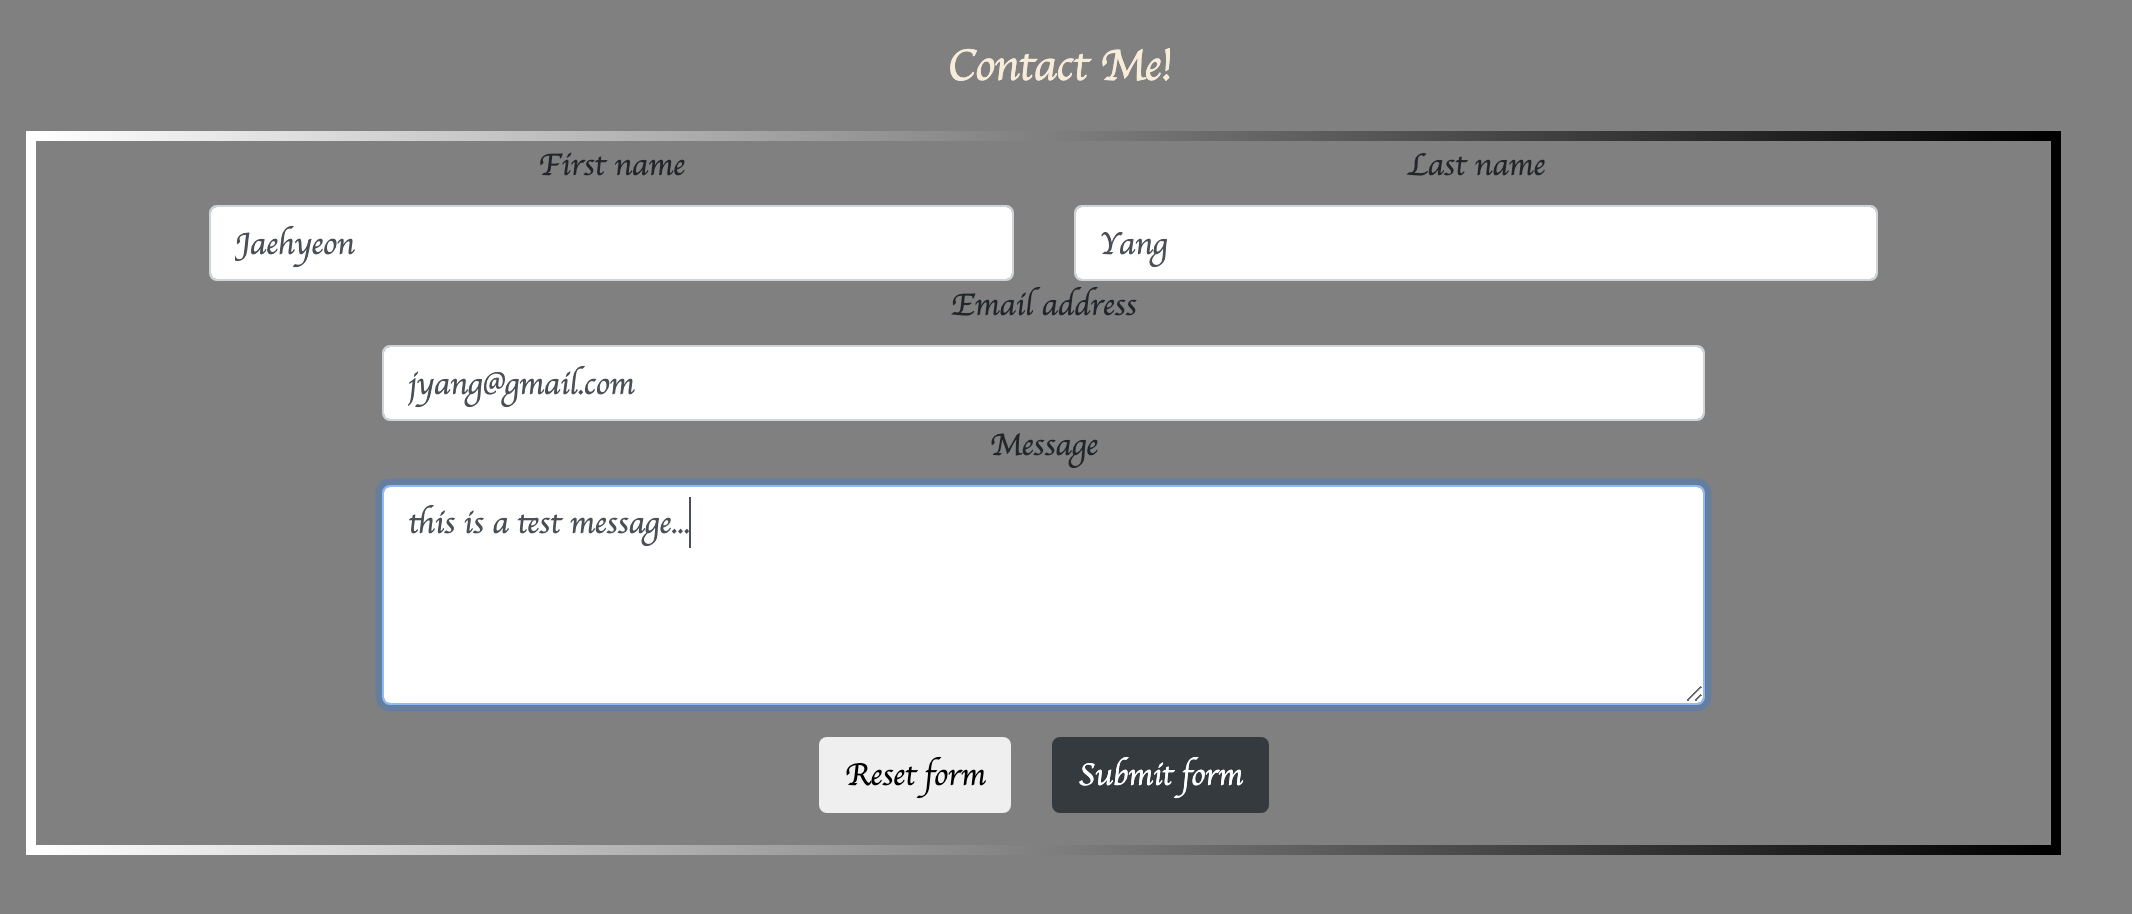 Contact Me!
First name
Last name
Jaehyeon
Yang
Email address
jyang@gmail.com
Message
this is a test message...
Reset form
Submit form